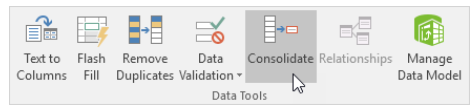 Text to Columns
Flash Fill
Remove Duplicates
Data Validation
Consolidate
Relationships
Manage Data Model
Data Tools